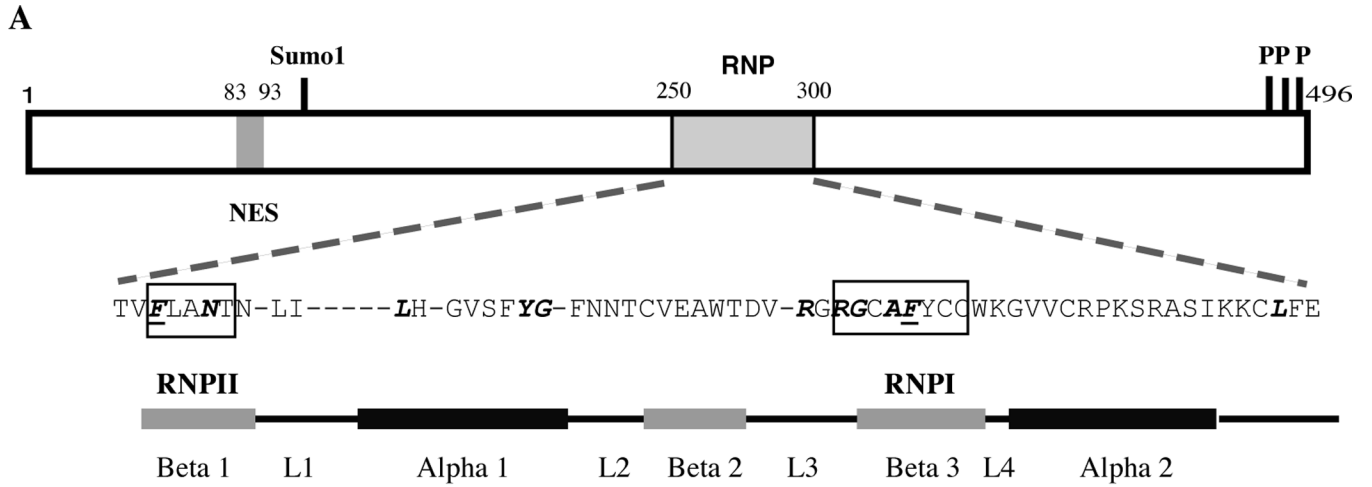 A
Sumo1 RNP PP P
1 83 93 250 300 496
NES
TVFLANTN-LI-----LH-GVSFYG-FNNTCVEAWTDV-RGRGCAFYCCWKGVVCRPKSRASIKKCLFE
RNPII RNPI
Beta 1 L1 Alpha 1 L2 Beta 2 L3 Beta 3 L4 Alpha 2